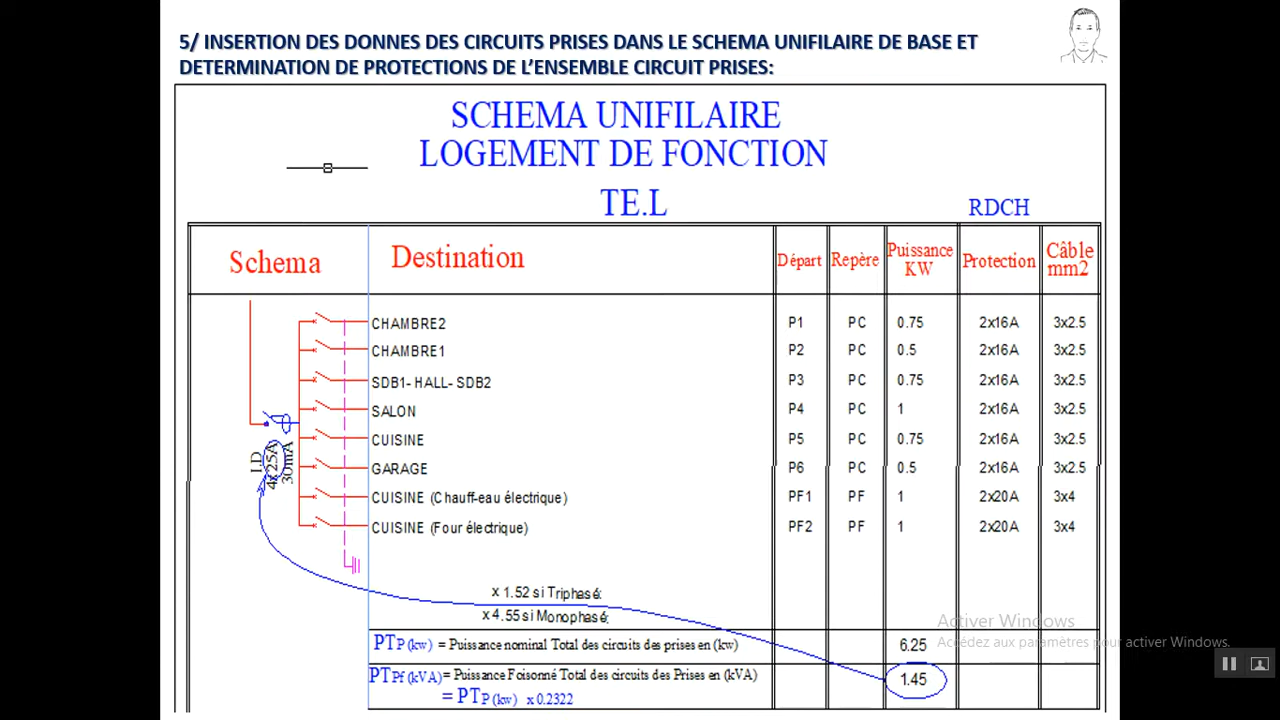 5/ INSERTION DES DONNES DES CIRCUITS PRISES DANS LE SCHEMA UNIFILAIRE DE BASE ET
DETERMINATION DE PROTECTIONS DE L'ENSEMBLE CIRCUIT PRISES:
SCHEMA UNIFILAIRE
LOGEMENT DE FONCTION
TE.L
RDCH
Schema Destination Départ Repère Puissance KW Protection Câble mm2
CHAMBRE2 P1 PC 0.75 2x16A 3x2.5
CHAMBRE1 P2 PC 0.5 2x16A 3x2.5
SDB1- HALL- SDB2 P3 PC 0.75 2x16A 3x2.5
SALON P4 PC 1 2x16A 3x2.5
CUISINE P5 PC 0.75 2x16A 3x2.5
GARAGE P6 PC 0.5 2x16A 3x2.5
CUISINE (Chauff-eau électrique) PF1 PF 1 2x20A 3x4
CUISINE (Four électrique) PF2 PF 1 2x20A 3x4
I.D
4x25A
30mA
x 1.52 si Triphasé:
x 4.55 si Monophasé;
PTP (kw) = Puissance nominal Total des circuits des prises en (kw) 6.25
PTPf (kVA) = Puissance Foisonné Total des circuits des Prises en (kVA) 1.45
= PTP (kw) x 0.2322
Activer Windows
Accédez aux paramètres pour activer Windows.